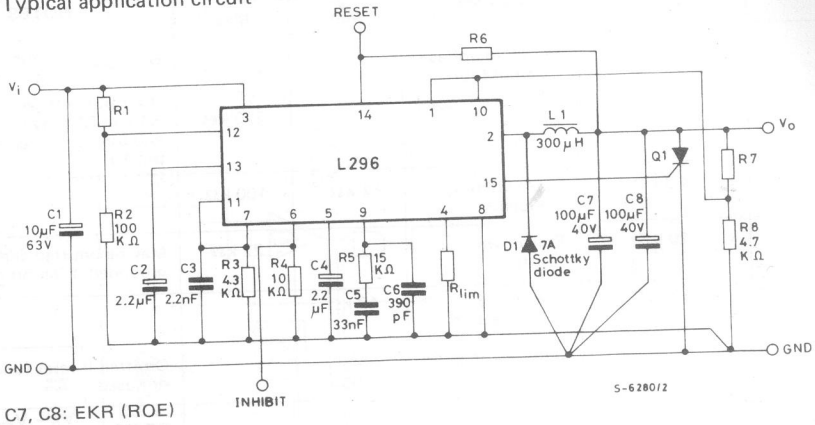 Typical application circuit
RESET
R6
Vi
R1
3
14
1
10
12
L1
2
Vo
13
300µH
L296
Q1
R7
15
11
C7
C8
100µF
100µF
40V
40V
C1
10µF
63V
R2
100
KΩ
7
6
5
9
4
8
R8
4.7
KΩ
D1
7A
Schottky
diode
C2
2.2µF
C3
2.2nF
R3
4.3
KΩ
R4
10
KΩ
C4
2.2
µF
R5
15
KΩ
C5
33nF
C6
390
pF
Rlim
GND
GND
INHIBIT
S-6280/2
C7, C8: EKR (ROE)